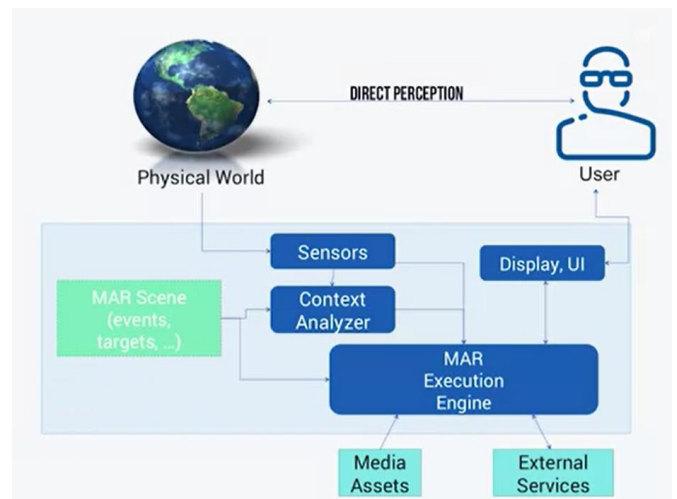 DIRECT PERCEPTION
Physical World
User
Sensors
Display, UI
MAR Scene
(events,
targets, ...)
Context
Analyzer
MAR
Execution
Engine
Media
Assets
External
Services